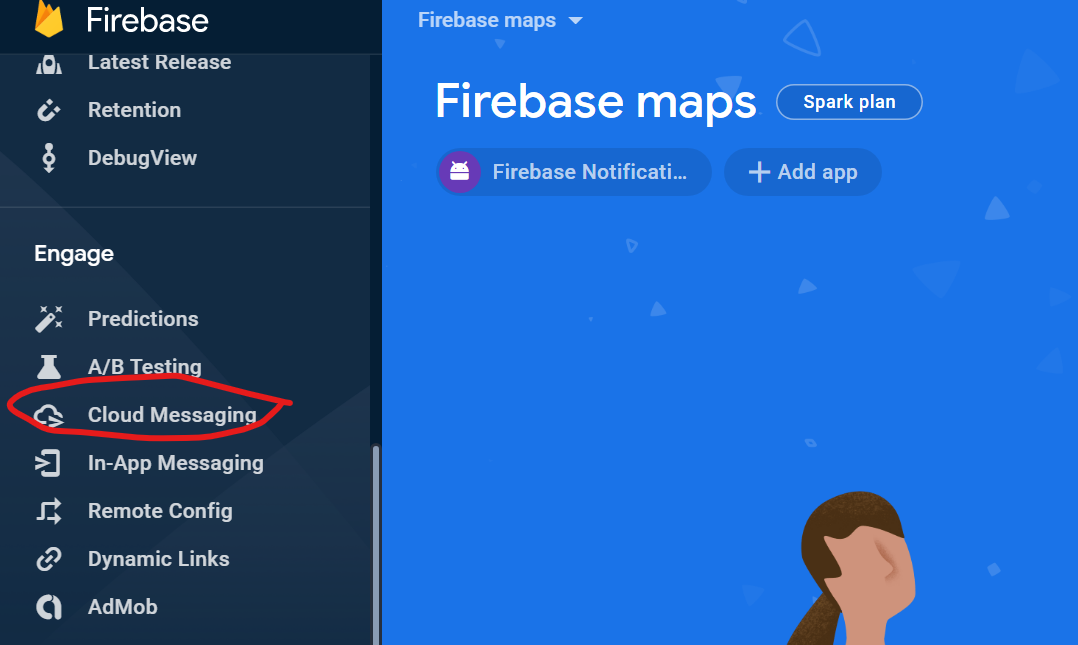 Firebase
Latest Release
Retention
DebugView
Engage
Predictions
A/B Testing
Cloud Messaging
In-App Messaging
Remote Config
Dynamic Links
AdMob
Firebase maps
Firebase maps Spark plan
Firebase Notificati... + Add app